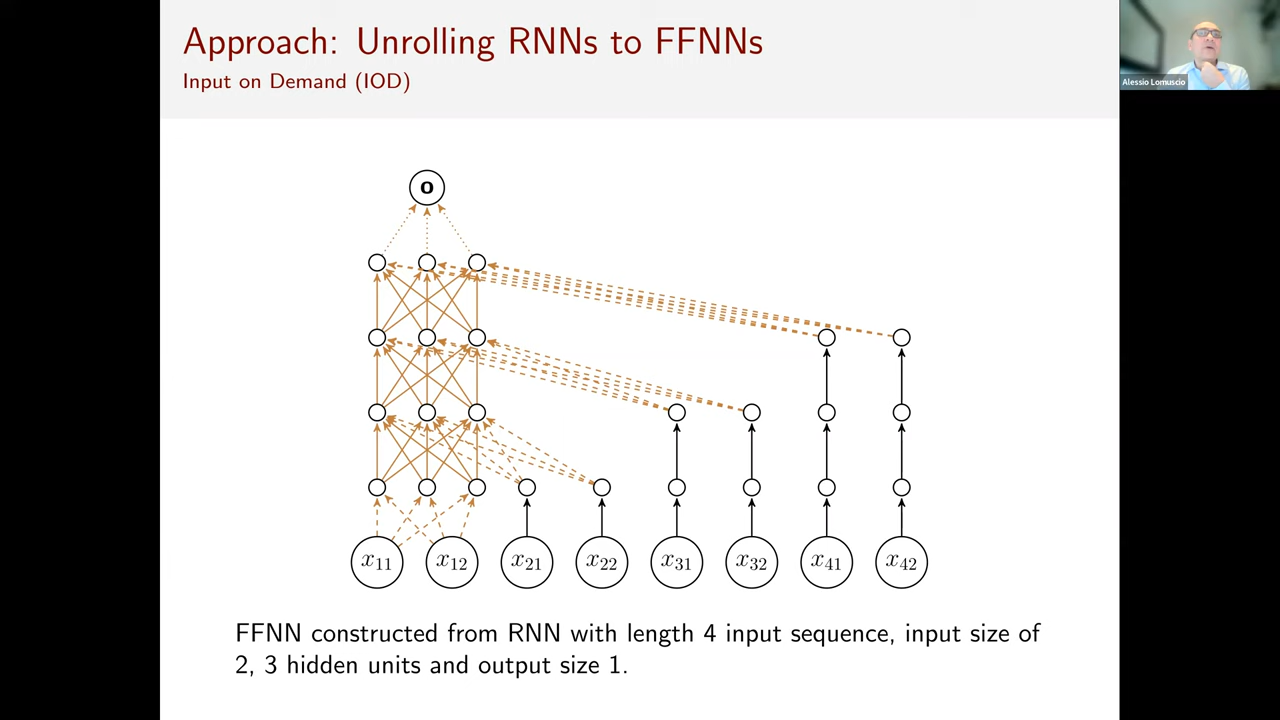 Approach: Unrolling RNNs to FFNNs
Input on Demand (IOD)
Alessio Lomuscio
o
x11 x12 x21 x22 x31 x32 x41 x42
FFNN constructed from RNN with length 4 input sequence, input size of
2, 3 hidden units and output size 1.